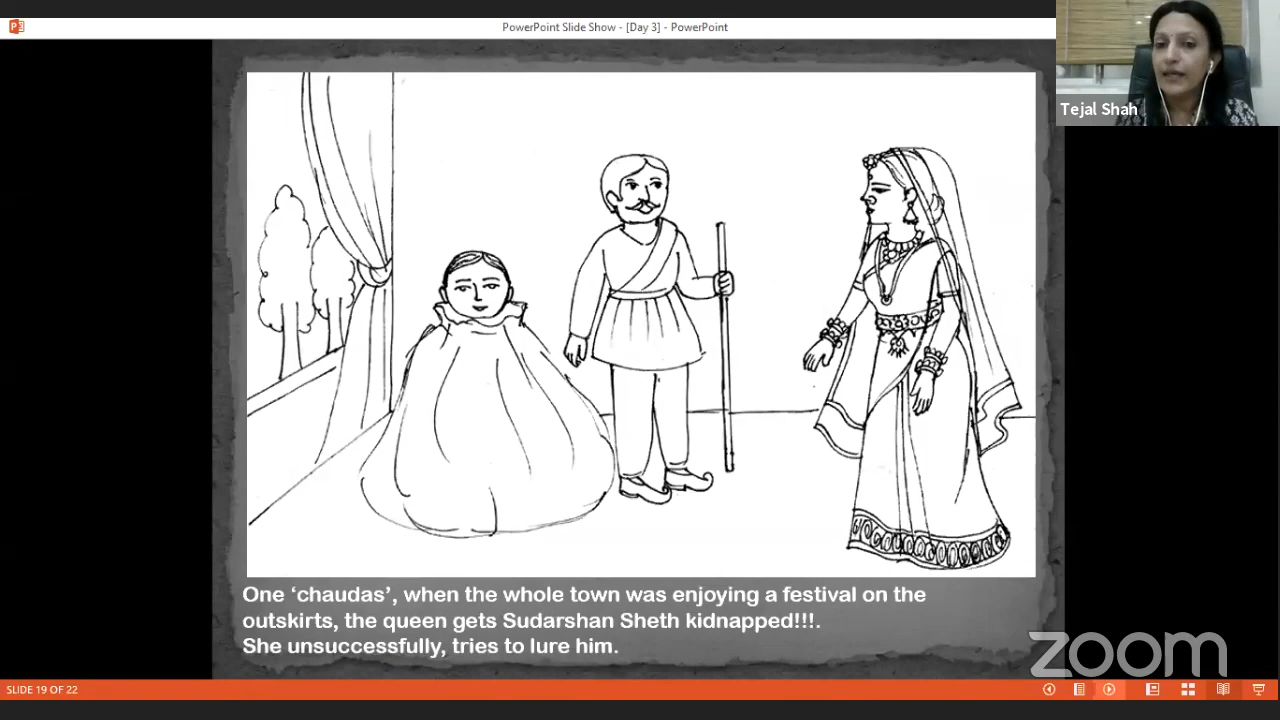 PowerPoint Slide Show - [Day 3] - PowerPoint
Tejal Shah
One ‘chaudas’, when the whole town was enjoying a festival on the
outskirts, the queen gets Sudarshan Sheth kidnapped!!!.
She unsuccessfully, tries to lure him.
zoom
SLIDE 19 OF 22